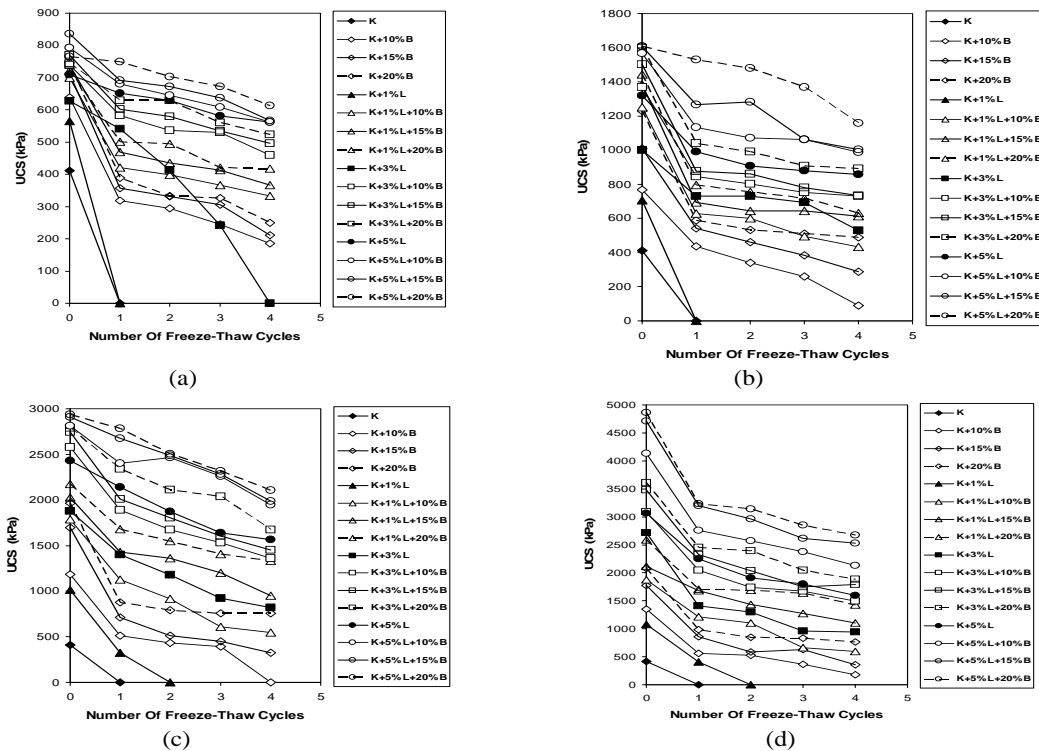 900
800
700
600
500
400
300
200
100
0
UCS (kPa)
0 1 2 3 4 5
Number Of Freeze-Thaw Cycles
K
K+10%B
K+15%B
K+20%B
K+1%L
K+1%L+10%B
K+1%L+15%B
K+1%L+20%B
K+3%L
K+3%L+10%B
K+3%L+15%B
K+3%L+20%B
K+5%L
K+5%L+10%B
K+5%L+15%B
K+5%L+20%B
(a)
1800
1600
1400
1200
1000
800
600
400
200
0
UCS (kPa)
0 1 2 3 4 5
Number Of Freeze-Thaw Cycles
K
K+10%B
K+15%B
K+20%B
K+1%L
K+1%L+10%B
K+1%L+15%B
K+1%L+20%B
K+3%L
K+3%L+10%B
K+3%L+15%B
K+3%L+20%B
K+5%L
K+5%L+10%B
K+5%L+15%B
K+5%L+20%B
(b)
3000
2500
2000
1500
1000
500
0
UCS (kPa)
0 1 2 3 4 5
Number Of Freeze-Thaw Cycles
K
K+10%B
K+15%B
K+20%B
K+1%L
K+1%L+10%B
K+1%L+15%B
K+1%L+20%B
K+3%L
K+3%L+10%B
K+3%L+15%B
K+3%L+20%B
K+5%L
K+5%L+10%B
K+5%L+15%B
K+5%L+20%B
(c)
5000
4500
4000
3500
3000
2500
2000
1500
1000
500
0
UCS (kPa)
0 1 2 3 4 5
Number Of Freeze-Thaw Cycles
K
K+10%B
K+15%B
K+20%B
K+1%L
K+1%L+10%B
K+1%L+15%B
K+1%L+20%B
K+3%L
K+3%L+10%B
K+3%L+15%B
K+3%L+20%B
K+5%L
K+5%L+10%B
K+5%L+15%B
K+5%L+20%B
(d)